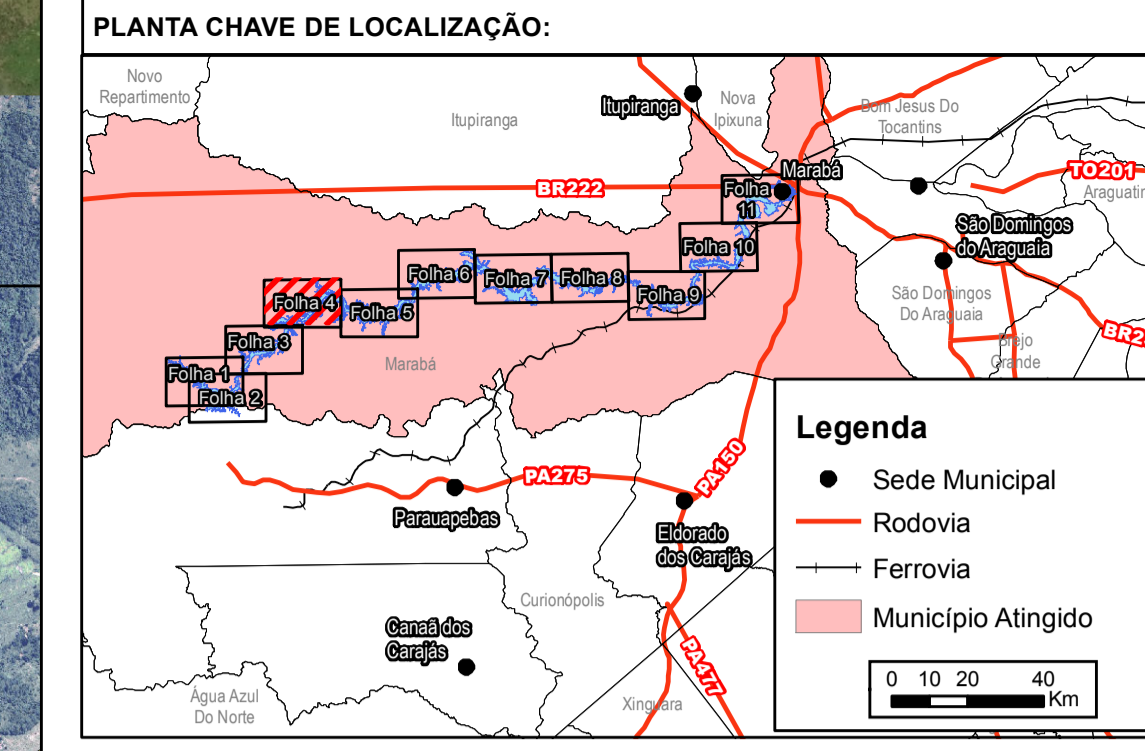 PLANTA CHAVE DE LOCALIZAÇÃO:
Novo
Repartimento
Itupiranga
Itupiranga
Nova
Ipixuna
Bom Jesus Do
Tocantins
Marabá
BR222
TO201
Folha
11
São Domingos
do Araguaia
Folha 10
Folha 6
Folha 7
Folha 8
Folha 9
Folha 4
Folha 5
São Domingos
Do Araguaia
Brejo
Grande
Folha 3
Marabá
Folha 1
Folha 2
PA150
PA275
Parauapebas
Eldorado
dos Carajás
Curionópolis
Canaã dos
Carajás
PA477
Água Azul
Do Norte
Xinguara
Legenda
Sede Municipal
Rodovia
Ferrovia
Município Atingido
0 10 20 40
Km